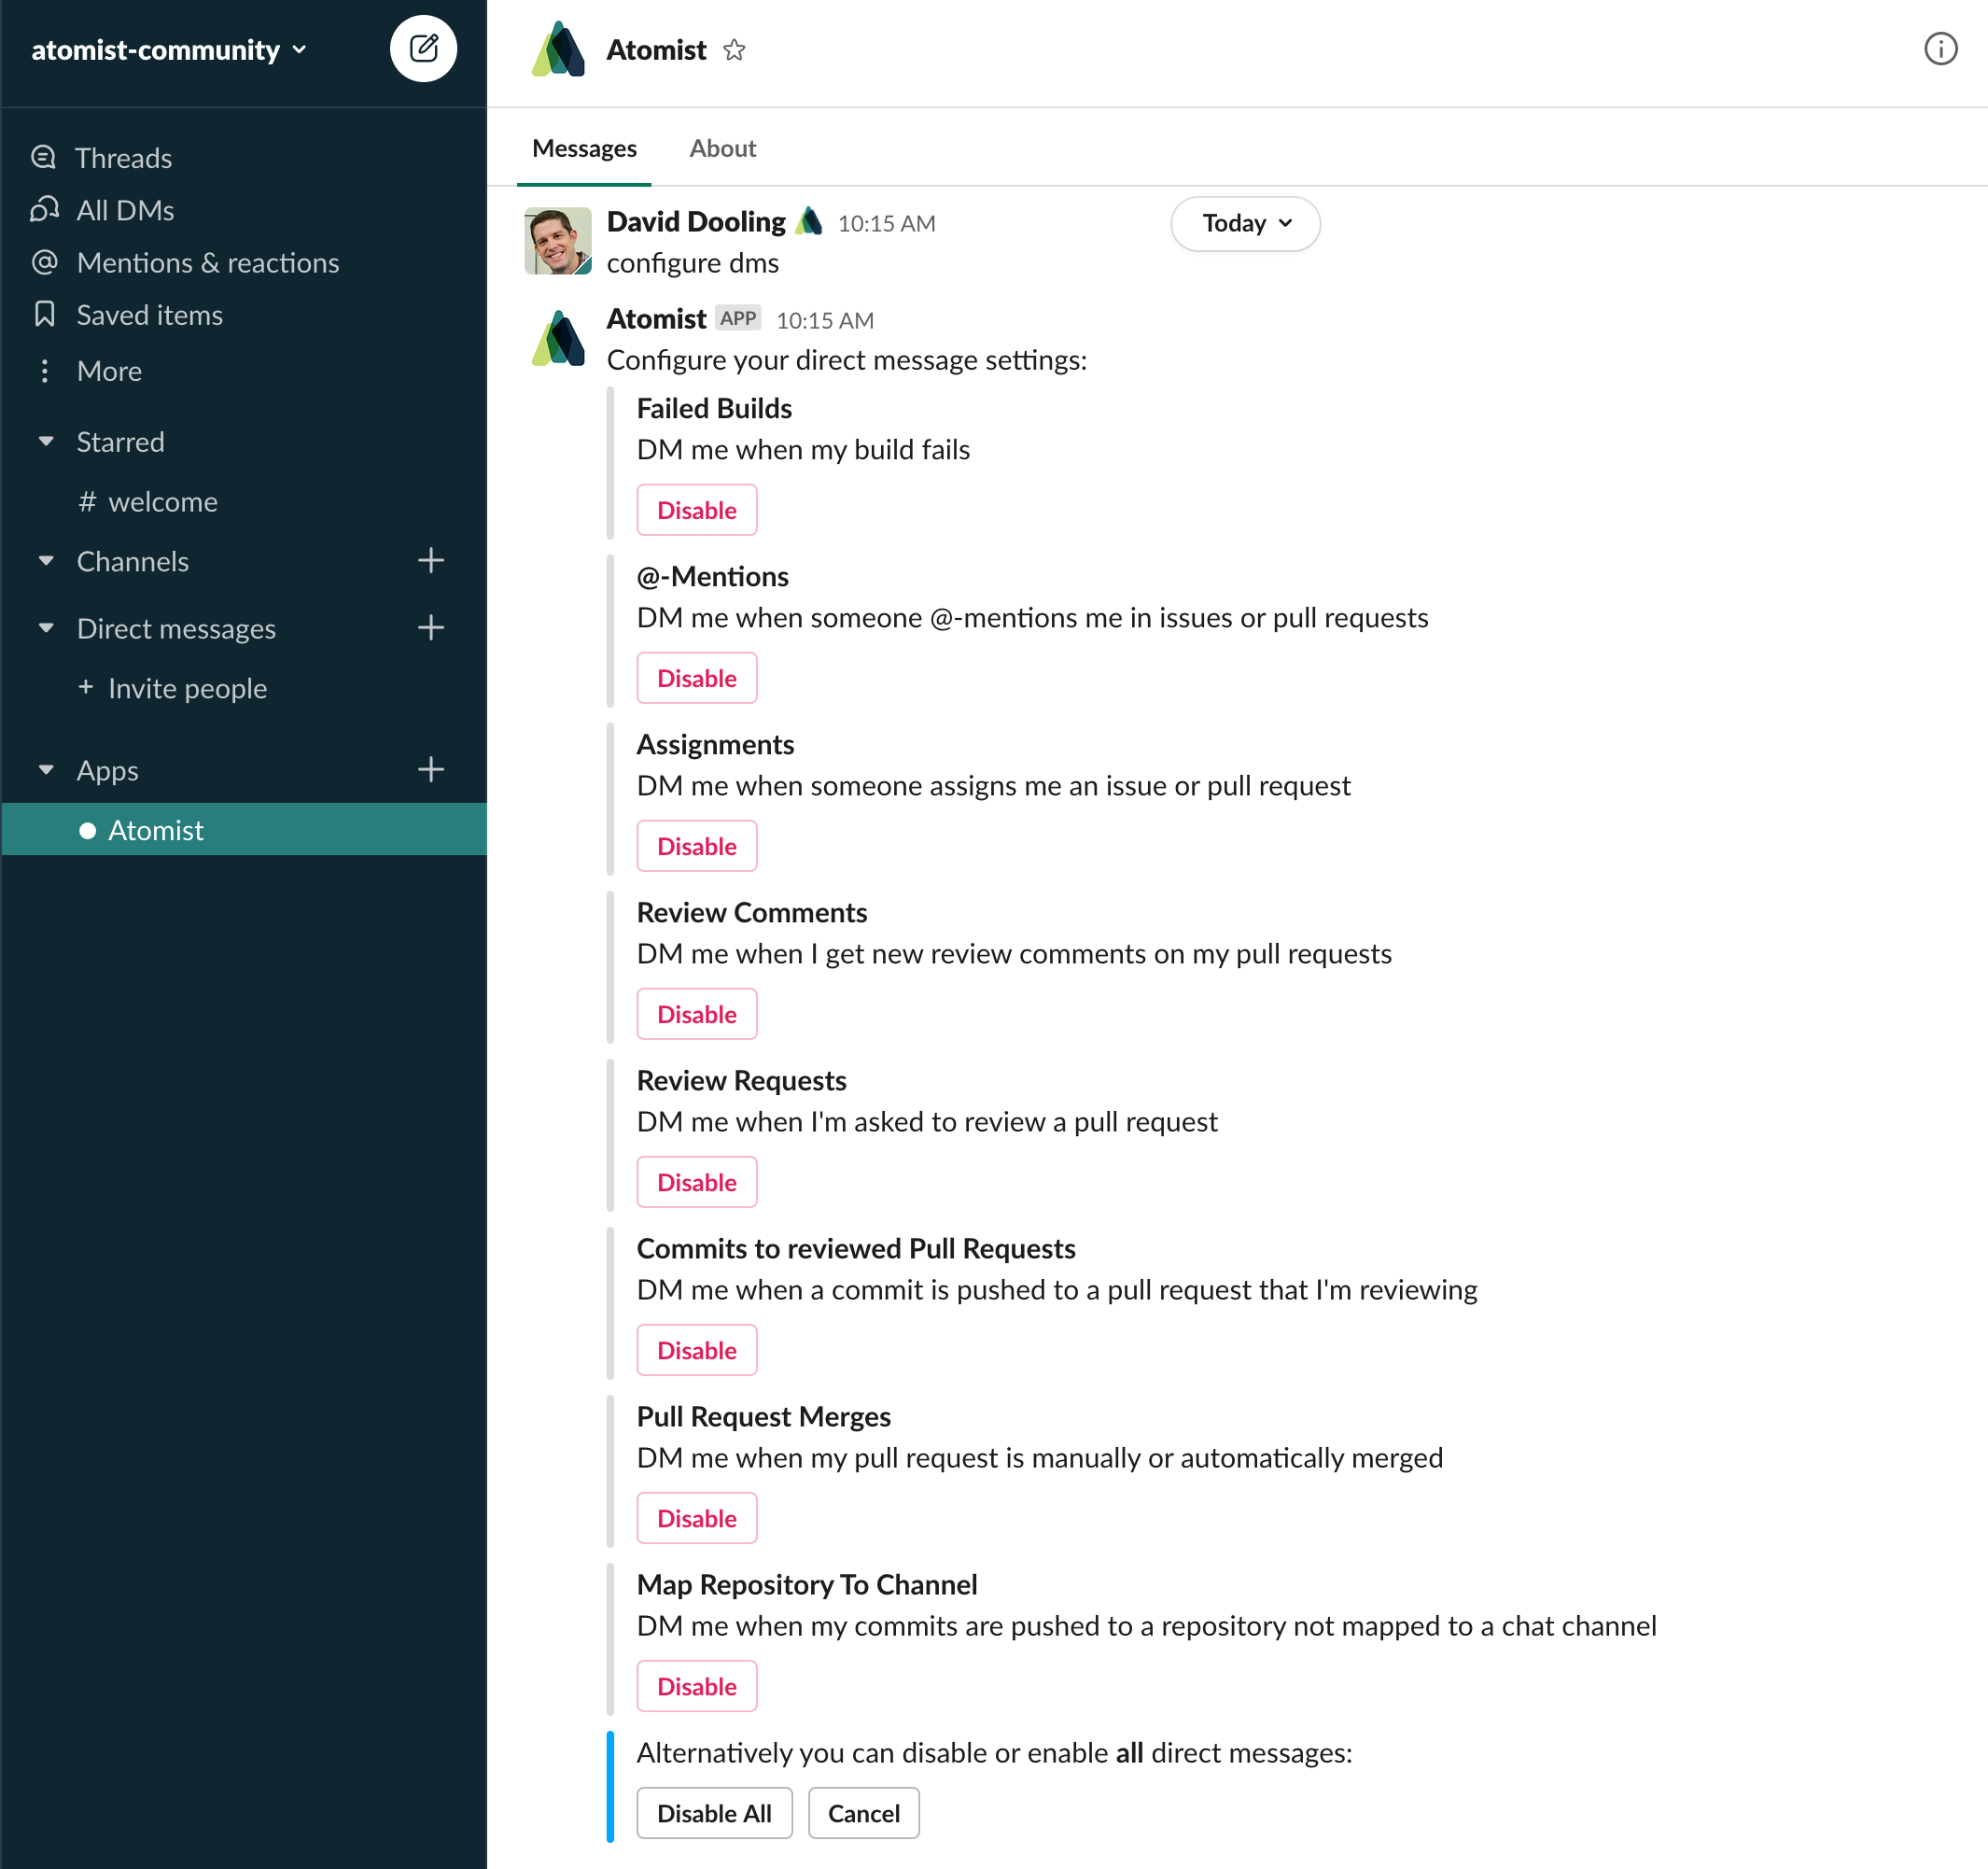 atomist-community
Threads
All DMs
@ Mentions & reactions
Saved items
More
Starred
# welcome
Channels +
Direct messages +
+ Invite people
Apps +
Atomist
Atomist
Messages About
Today
David Dooling 10:15 AM
configure dms
Atomist APP 10:15 AM
Configure your direct message settings:
Failed Builds
DM me when my build fails
Disable
@-Mentions
DM me when someone @-mentions me in issues or pull requests
Disable
Assignments
DM me when someone assigns me an issue or pull request
Disable
Review Comments
DM me when I get new review comments on my pull requests
Disable
Review Requests
DM me when I'm asked to review a pull request
Disable
Commits to reviewed Pull Requests
DM me when a commit is pushed to a pull request that I'm reviewing
Disable
Pull Request Merges
DM me when my pull request is manually or automatically merged
Disable
Map Repository To Channel
DM me when my commits are pushed to a repository not mapped to a chat channel
Disable
Alternatively you can disable or enable all direct messages:
Disable All Cancel